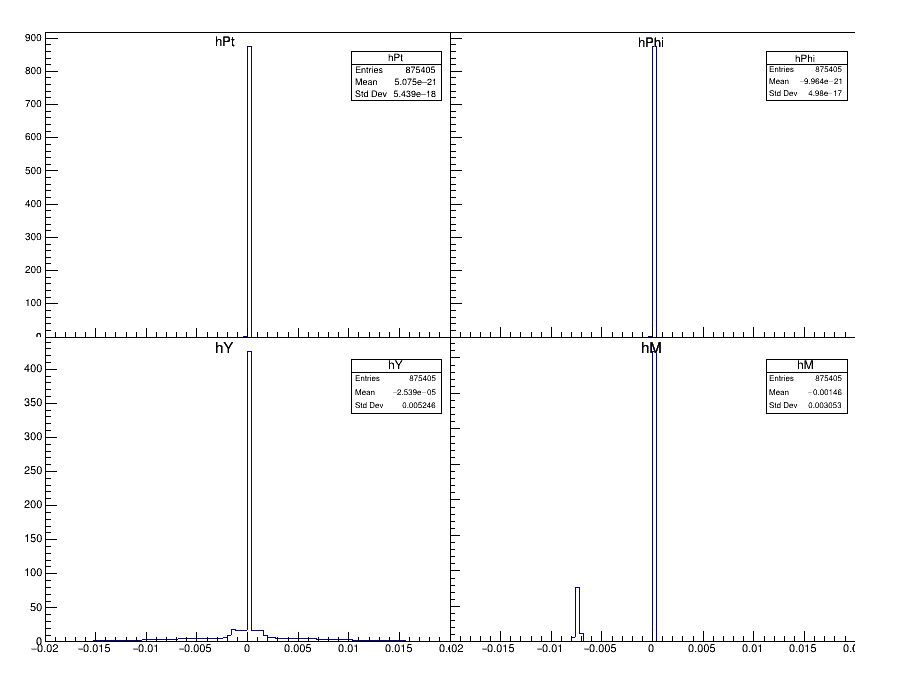 hPt
900
800
700
600
500
400
300
200
100
hPt
Entries 875405
Mean 5.075e−21
Std Dev 5.439e−18
hPhi
hPhi
Entries 875405
Mean −9.964e−21
Std Dev 4.98e−17
hY
400
350
300
250
200
150
100
50
0
hY
Entries 875405
Mean −2.539e−05
Std Dev 0.005246
−0.02 −0.015 −0.01 −0.005 0 0.005 0.01 0.015
hM
hM
Entries 875405
Mean −0.00146
Std Dev 0.003053
−0.015 −0.01 −0.005 0 0.005 0.01 0.015